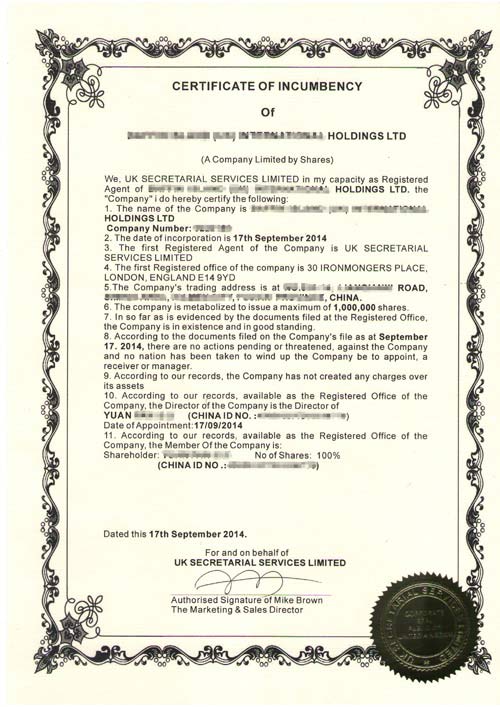 CERTIFICATE OF INCUMBENCY
Of
INTERNATIONAL HOLDINGS LTD
(A Company Limited by Shares)
We, UK SECRETARIAL SERVICES LIMITED in my capacity as Registered
Agent of INTERNATIONAL HOLDINGS LTD. the
"Company" i do hereby certify the following:
1. The name of the Company is INTERNATIONAL
HOLDINGS LTD
Company Number:
2. The date of incorporation is 17th September 2014
3. The first Registered Agent of the Company is UK SECRETARIAL
SERVICES LIMITED
4. The first Registered office of the company is 30 IRONMONGERS PLACE,
LONDON, ENGLAND E14 9YD
5.The Company's trading address is at ROAD,
CHINA.
6. The company is metabolized to issue a maximum of 1,000,000 shares.
7. In so far as is evidenced by the documents filed at the Registered Office,
the Company is in existence and in good standing.
8. According to the documents filed on the Company's file as at September
17. 2014, there are no actions pending or threatened, against the Company
and no nation has been taken to wind up the Company be to appoint, a
receiver or manager.
9. According to our records, the Company has not created any charges over
its assets
10. According to our records, available as the Registered Office of the
Company, the Director of the Company is the Director of
YUAN (CHINA ID NO. :
Date of Appointment:17/09/2014
11. According to our records, available as the Registered Office of the
Company, the Member Of the Company is:
Shareholder: No of Shares: 100%
(CHINA ID NO .:
Dated this 17th September 2014.
For and on behalf of
UK SECRETARIAL SERVICES LIMITED
Authorised Signature of Mike Brown
The Marketing & Sales Director